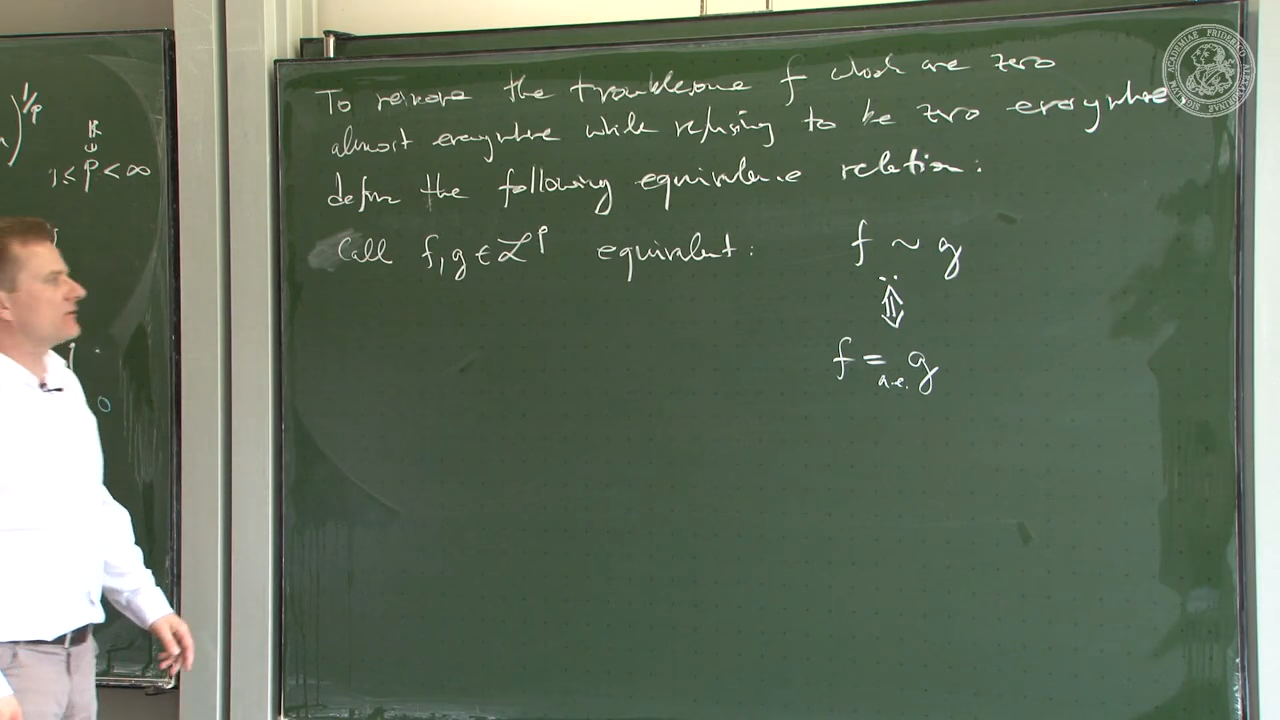 )^{1/p}
ℝ
∪
1 ≤ p < ∞
To remove the troublesome f which are zero
almost everywhere while refusing to be zero everywhere,
define the following equivalence relation:
Call f, g ∈ ℒ^p equivalent: f ~ g
:⇔
f =_{a.e.} g